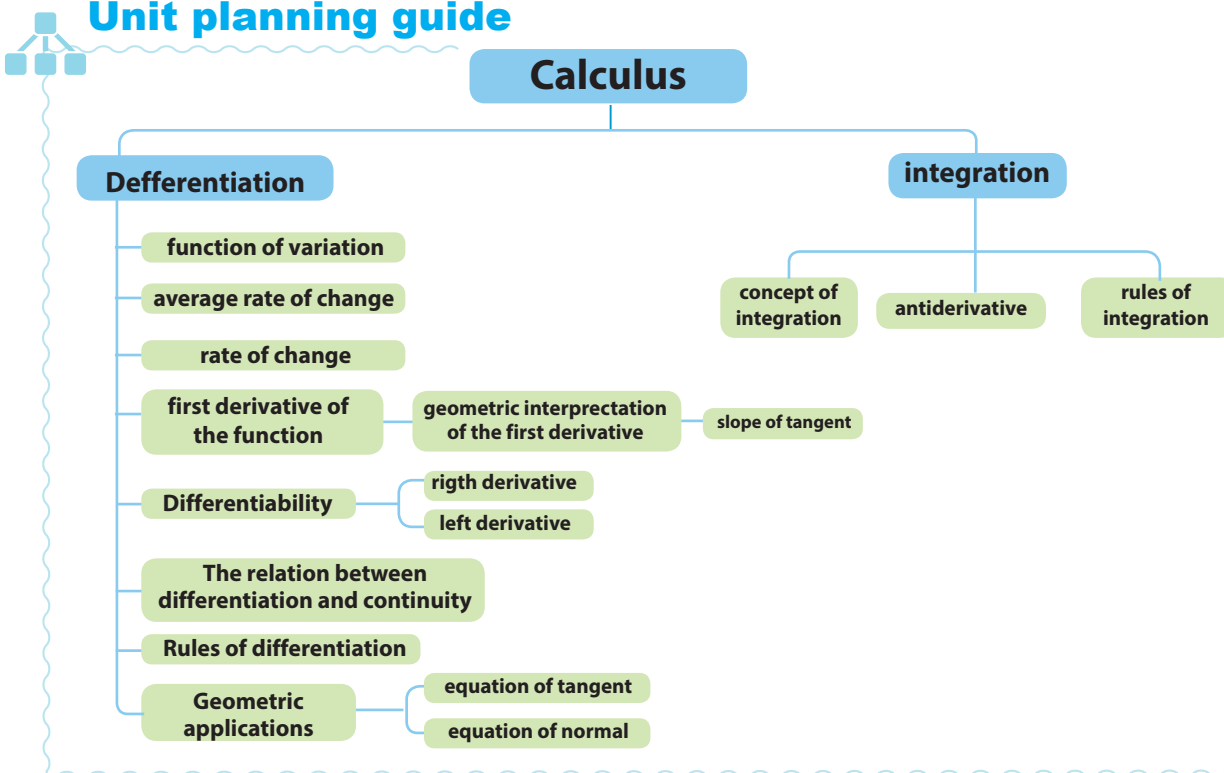 Unit planning guide
Calculus
Defferentiation
function of variation
average rate of change
rate of change
first derivative of
the function
geometric interprectation
of the first derivative
slope of tangent
Differentiability
rigth derivative
left derivative
The relation between
differentiation and continuity
Rules of differentiation
Geometric
applications
equation of tangent
equation of normal
integration
concept of
integration
antiderivative
rules of
integration